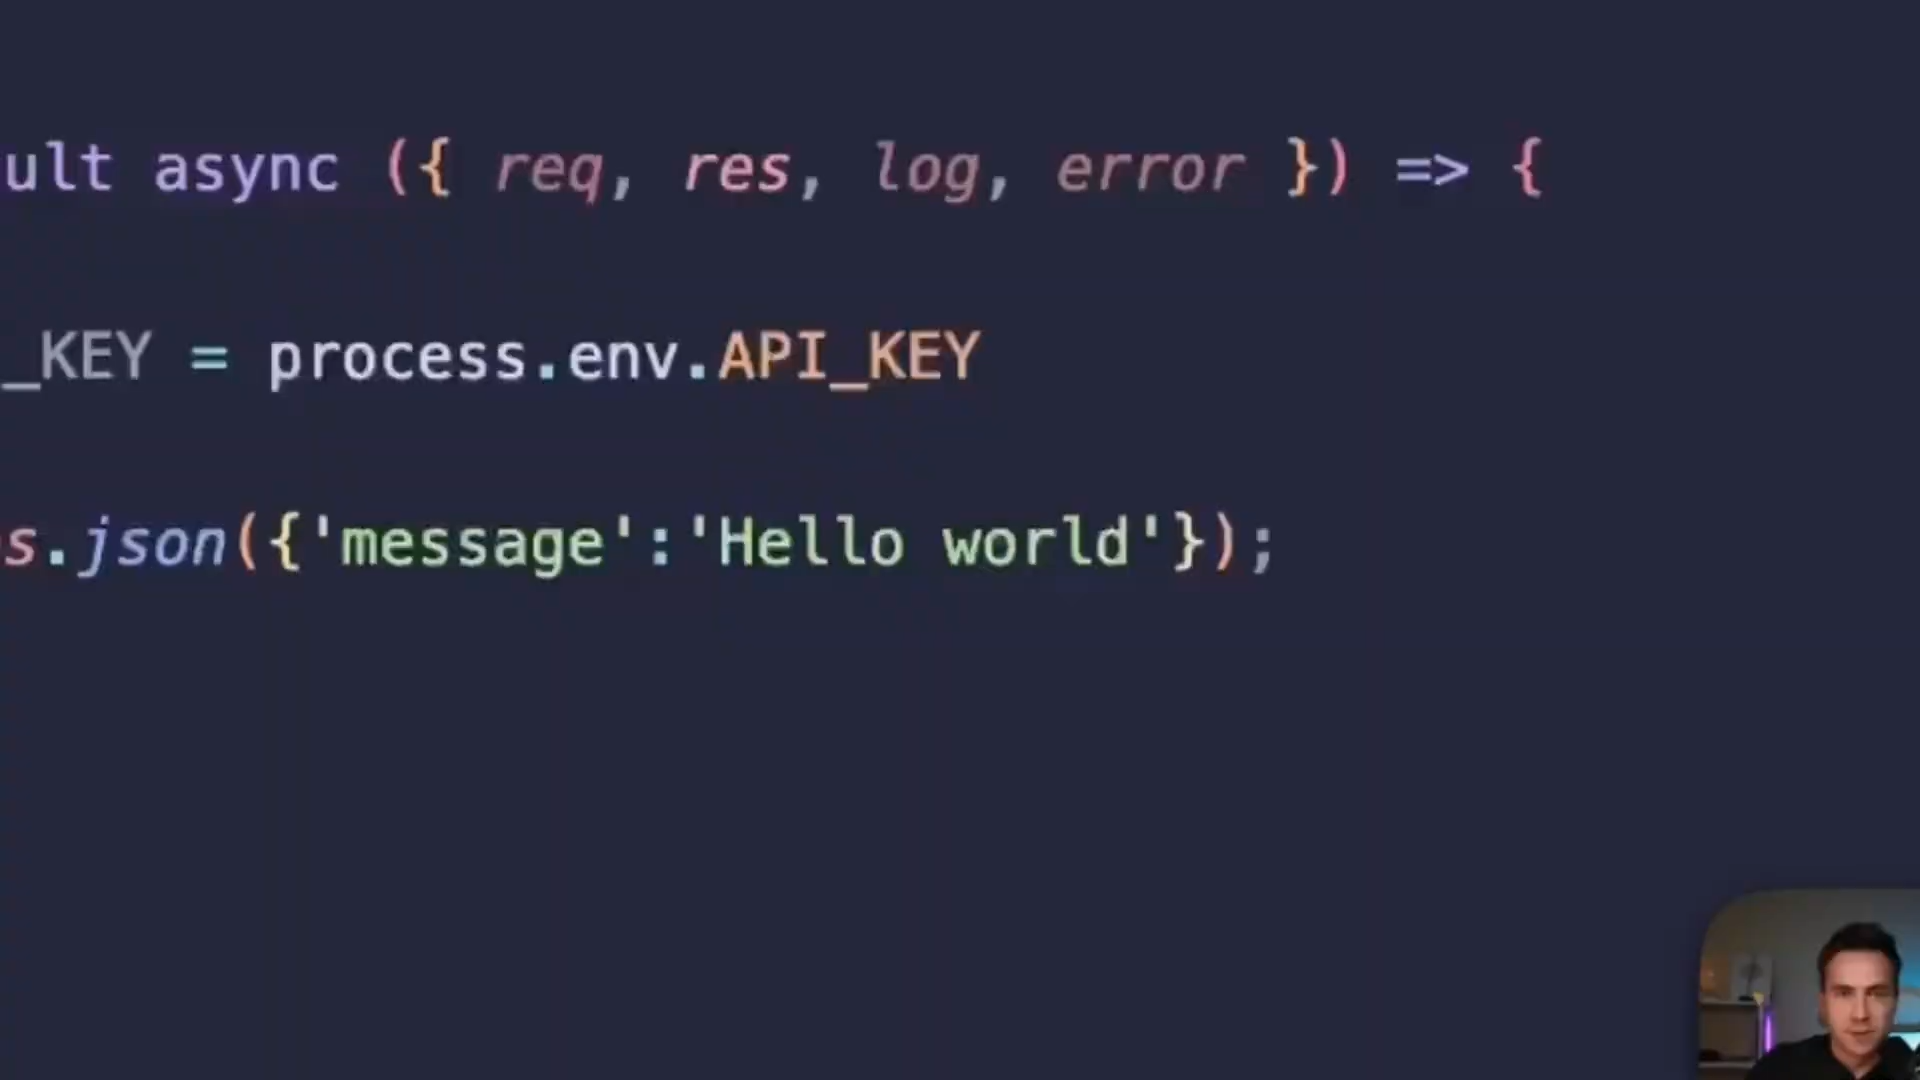 ult async ({ req, res, log, error }) => {
_KEY = process.env.API_KEY
s.json({'message':'Hello world'});